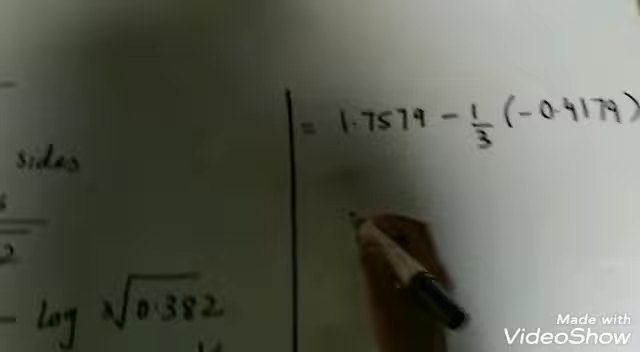 sides
- log ∛0.382
= 1.7579 - 1/3 (-0.4179)
Made with
VideoShow